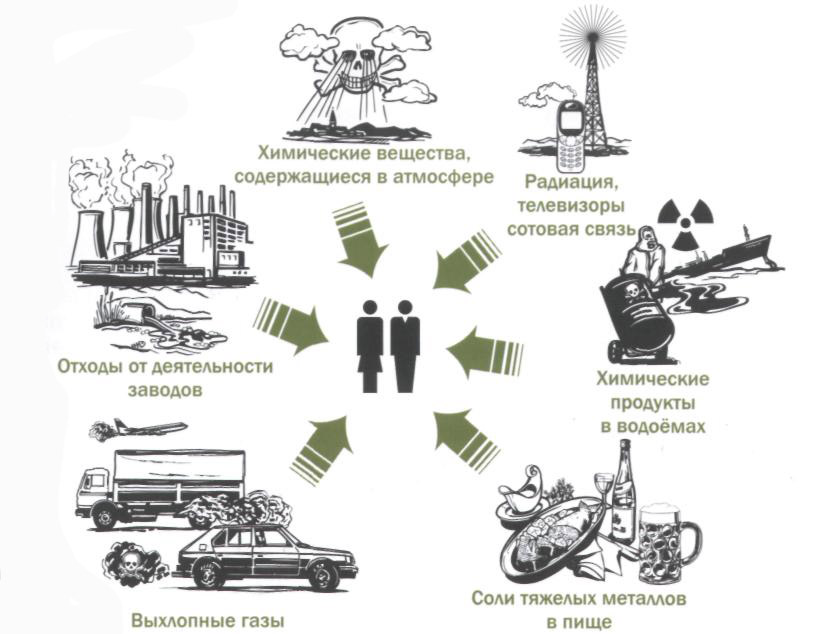 Химические вещества,
содержащиеся в атмосфере
Радиация,
телевизоры
сотовая связь
Отходы от деятельности
заводов
Химические
продукты
в водоёмах
Выхлопные газы
Соли тяжелых металлов
в пище